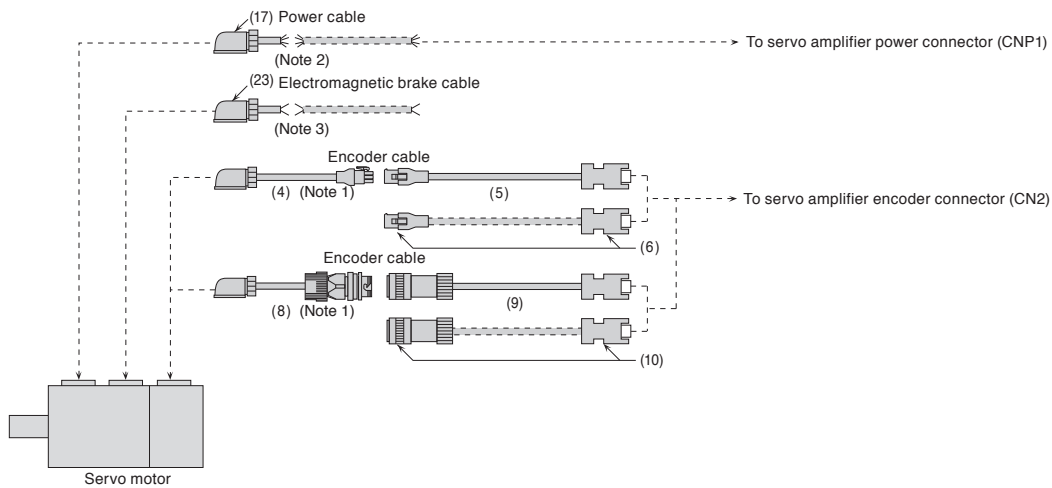 (17) Power cable
To servo amplifier power connector (CNP1)
(Note 2)
(23) Electromagnetic brake cable
(Note 3)
Encoder cable
(4) (Note 1)
(5)
To servo amplifier encoder connector (CN2)
(6)
Encoder cable
(8) (Note 1)
(9)
(10)
Servo motor